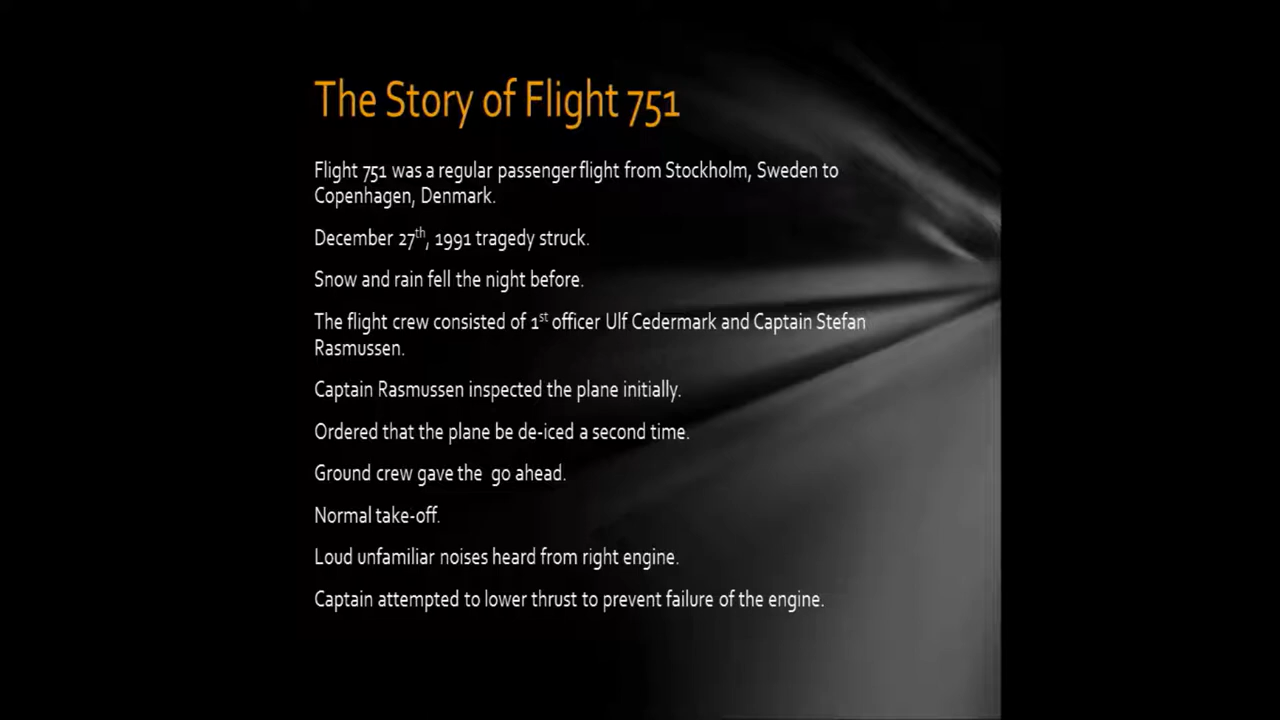 The Story of Flight 751
Flight 751 was a regular passenger flight from Stockholm, Sweden to
Copenhagen, Denmark.
December 27th, 1991 tragedy struck.
Snow and rain fell the night before.
The flight crew consisted of 1st officer Ulf Cedermark and Captain Stefan
Rasmussen.
Captain Rasmussen inspected the plane initially.
Ordered that the plane be de-iced a second time.
Ground crew gave the go ahead.
Normal take-off.
Loud unfamiliar noises heard from right engine.
Captain attempted to lower thrust to prevent failure of the engine.